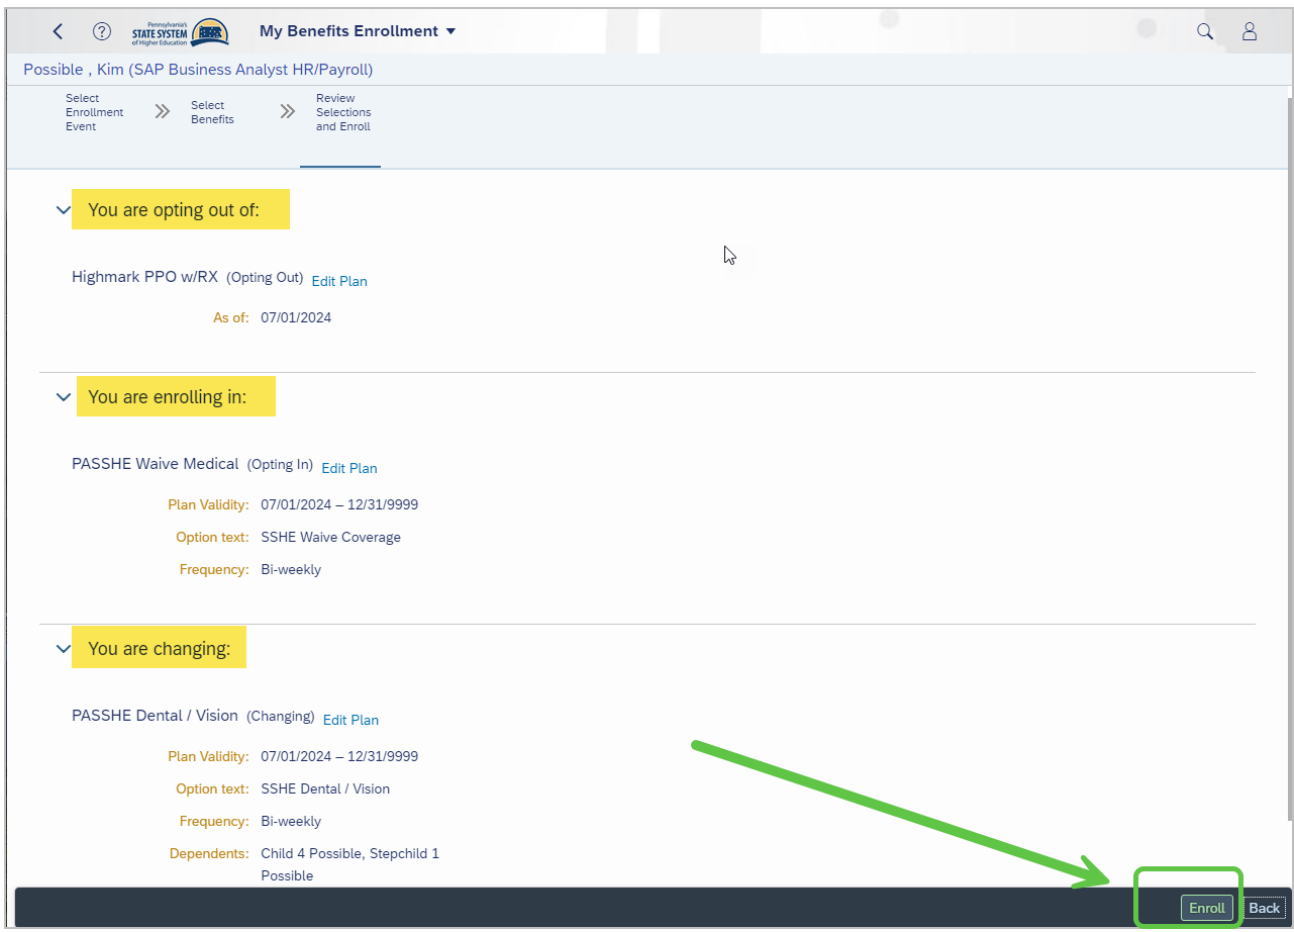 Pennsylvania's
STATE SYSTEM
of Higher Education
My Benefits Enrollment
Possible , Kim (SAP Business Analyst HR/Payroll)
Select
Enrollment
Event
Select
Benefits
Review
Selections
and Enroll
You are opting out of:
Highmark PPO w/RX (Opting Out) Edit Plan
As of: 07/01/2024
You are enrolling in:
PASSHE Waive Medical (Opting In) Edit Plan
Plan Validity: 07/01/2024 – 12/31/9999
Option text: SSHE Waive Coverage
Frequency: Bi-weekly
You are changing:
PASSHE Dental / Vision (Changing) Edit Plan
Plan Validity: 07/01/2024 – 12/31/9999
Option text: SSHE Dental / Vision
Frequency: Bi-weekly
Dependents: Child 4 Possible, Stepchild 1
Possible
Enroll Back